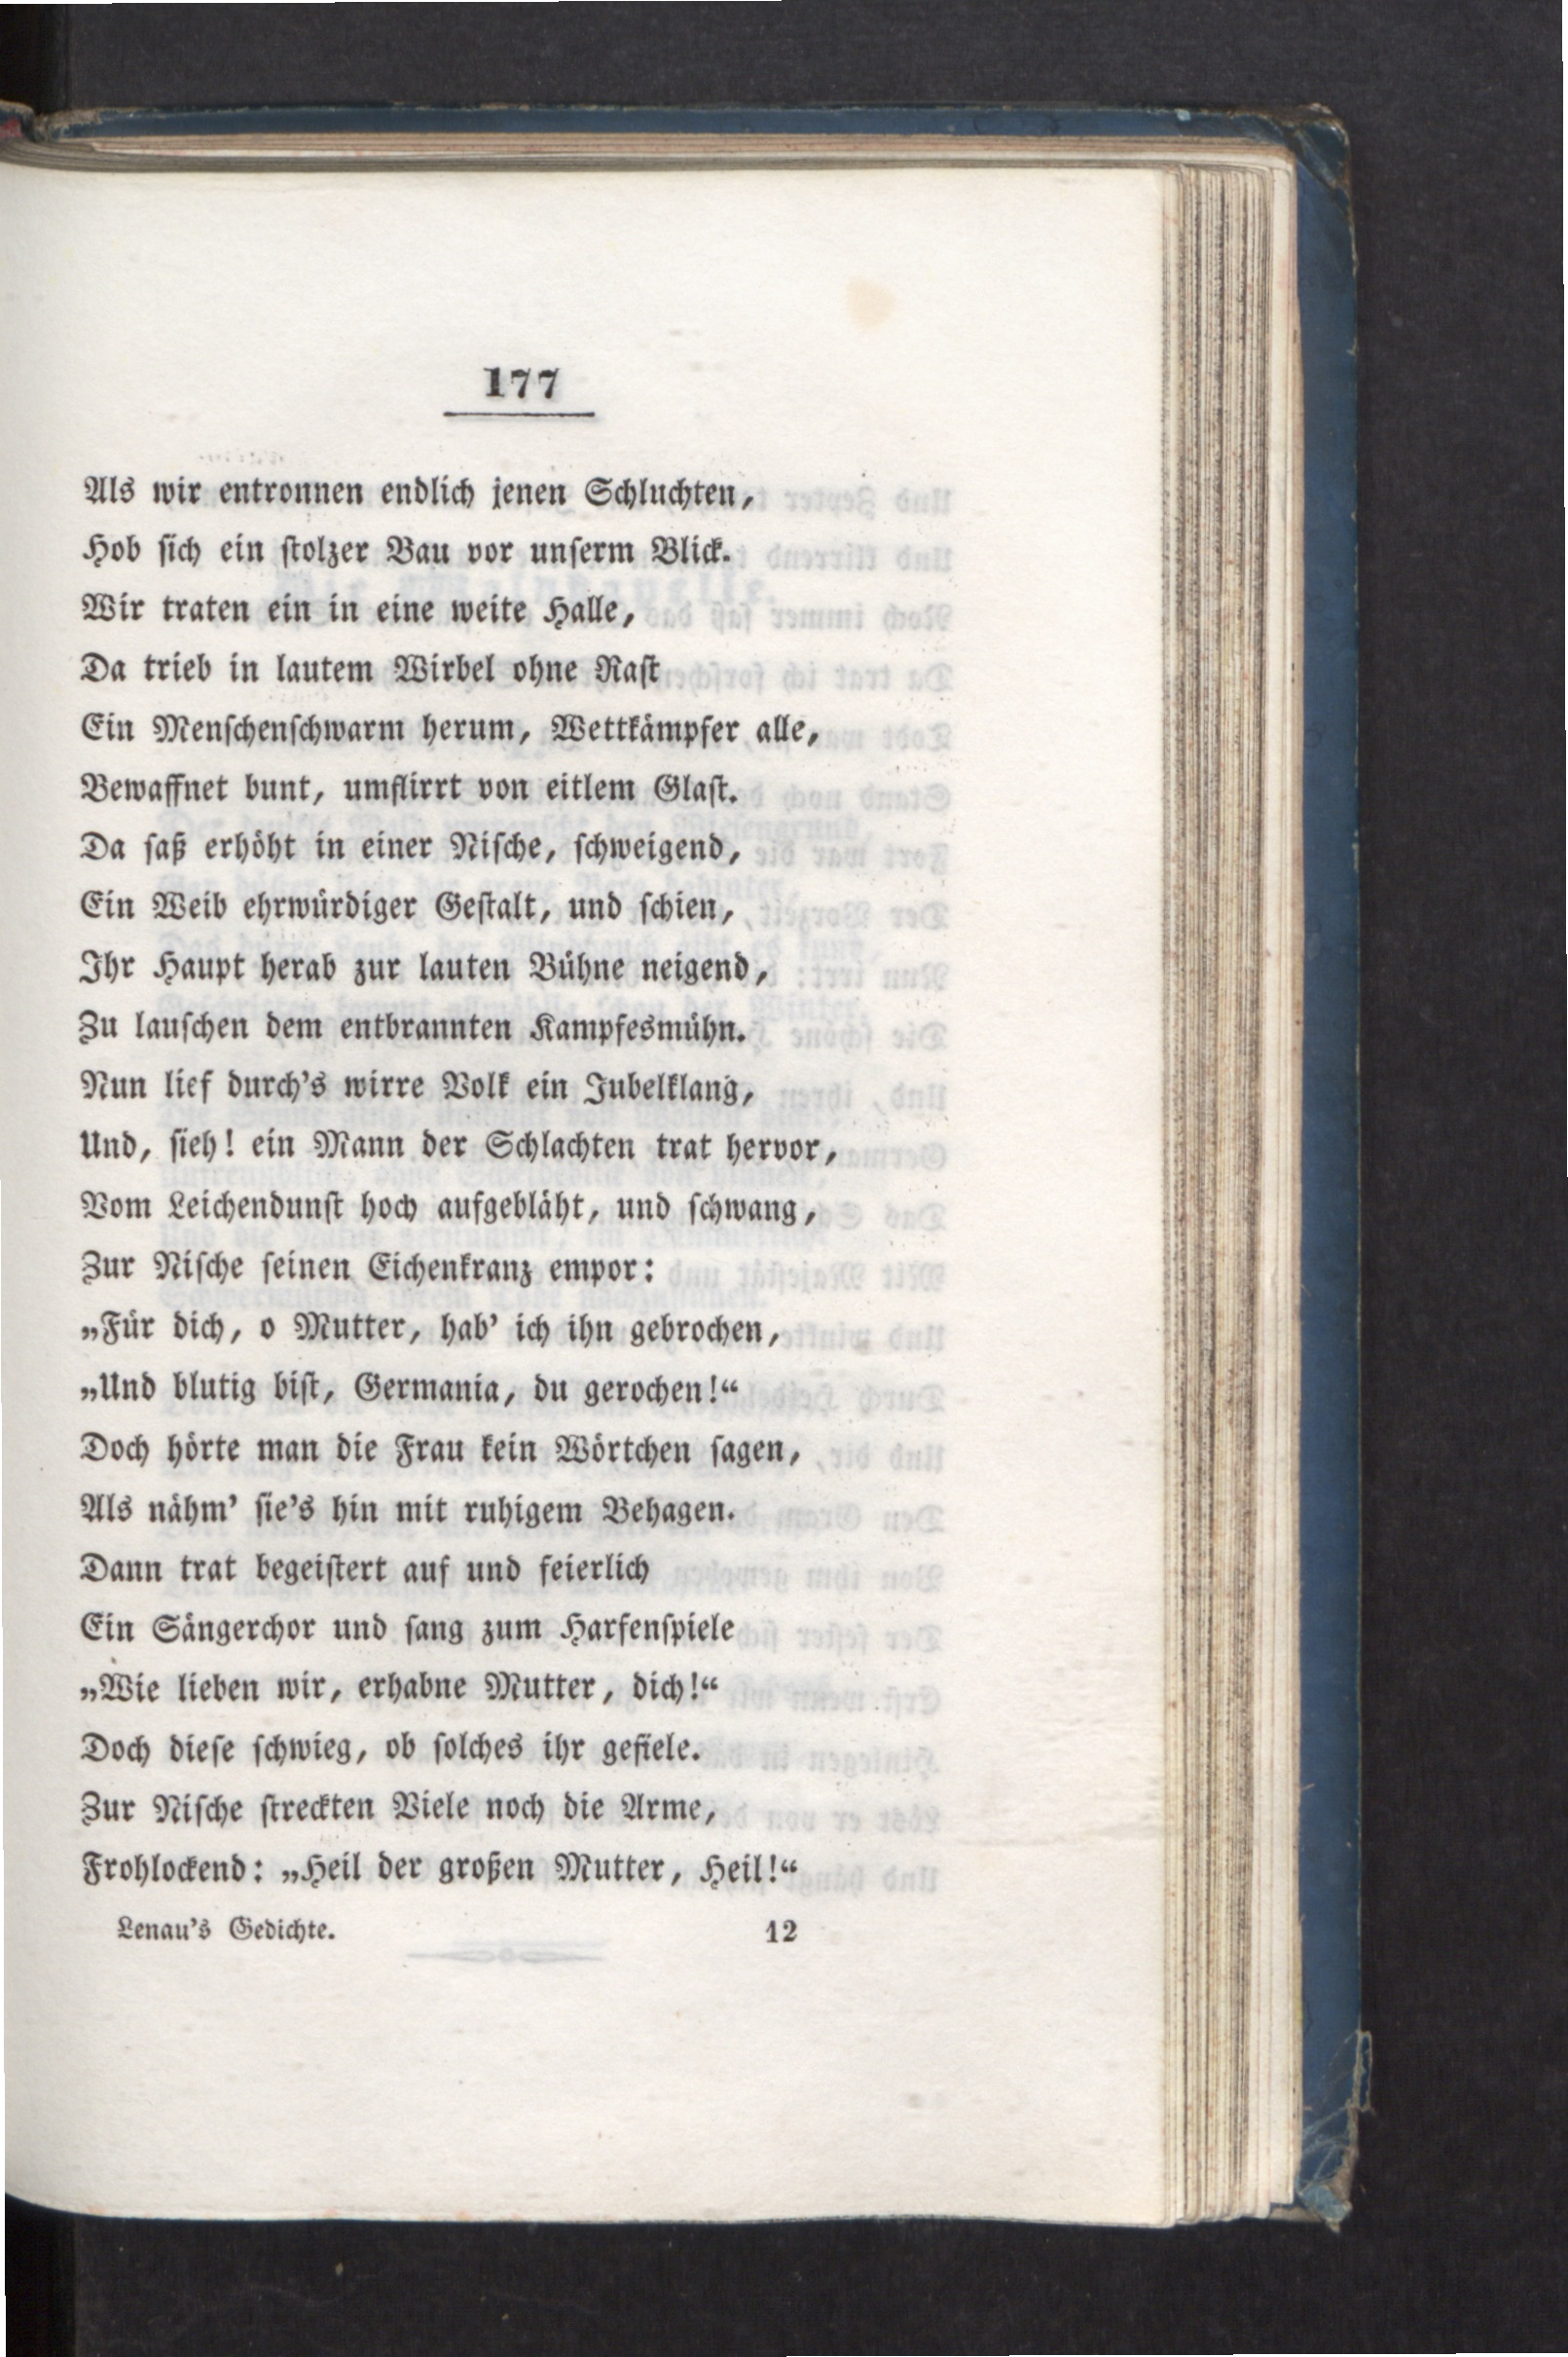 177
Als wir entronnen endlich jenen Schluchten,
Hob sich ein stolzer Bau vor unserm Blick.
Wir traten ein in eine weite Halle,
Da trieb in lautem Wirbel ohne Rast
Ein Menschenschwarm herum, Wettkämpfer alle,
Bewaffnet bunt, umflirrt von eitlem Glast.
Da saß erhöht in einer Nische, schweigend,
Ein Weib ehrwürdiger Gestalt, und schien,
Ihr Haupt herab zur lauten Bühne neigend,
Zu lauschen dem entbrannten Kampfesmühn.
Nun lief durch's wirre Volk ein Jubelklang,
Und, sieh! ein Mann der Schlachten trat hervor,
Vom Leichendunst hoch aufgebläht, und schwang,
Zur Nische seinen Eichenkranz empor:
„Für dich, o Mutter, hab' ich ihn gebrochen,
„Und blutig bist, Germania, du gerochen!“
Doch hörte man die Frau kein Wörtchen sagen,
Als nähm' sie's hin mit ruhigem Behagen.
Dann trat begeistert auf und feierlich
Ein Sängerchor und sang zum Harfenspiele
„Wie lieben wir, erhabne Mutter, dich!“
Doch diese schwieg, ob solches ihr gefiele.
Zur Nische streckten Viele noch die Arme,
Frohlockend: „Heil der großen Mutter, Heil!“
Lenau's Gedichte. 12